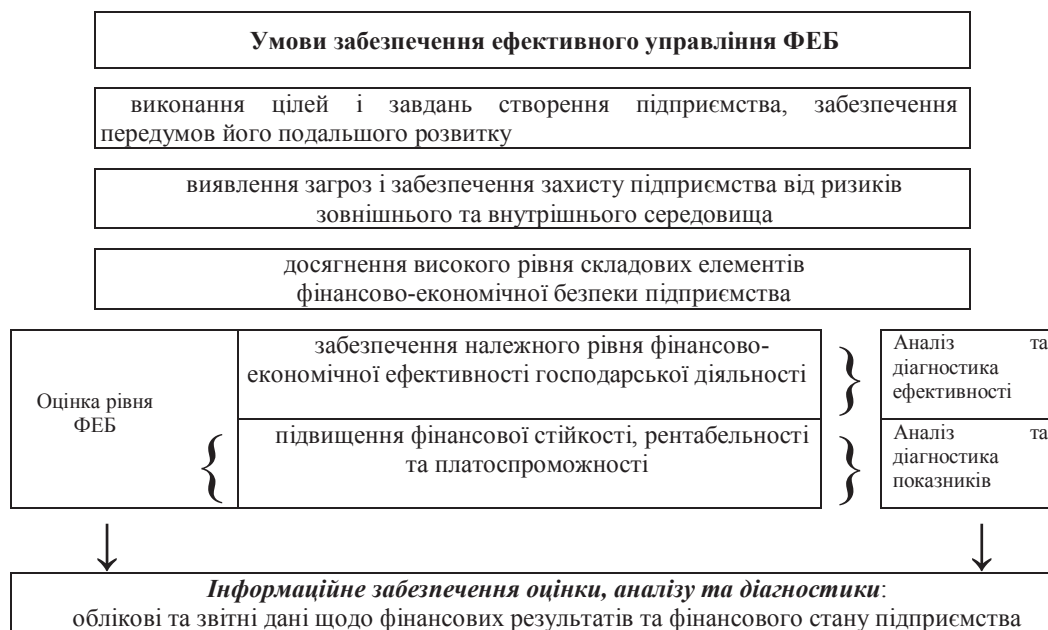 Умови забезпечення ефективного управління ФЕБ
виконання цілей і завдань створення підприємства, забезпечення
передумов його подальшого розвитку
виявлення загроз і забезпечення захисту підприємства від ризиків
зовнішнього та внутрішнього середовища
досягнення високого рівня складових елементів
фінансово-економічної безпеки підприємства
Оцінка рівня
ФЕБ
забезпечення належного рівня фінансово-
економічної ефективності господарської діяльності
підвищення фінансової стійкості, рентабельності
та платоспроможності
Аналіз та
діагностика
ефективності
Аналіз та
діагностика
показників
Інформаційне забезпечення оцінки, аналізу та діагностики:
облікові та звітні дані щодо фінансових результатів та фінансового стану підприємства